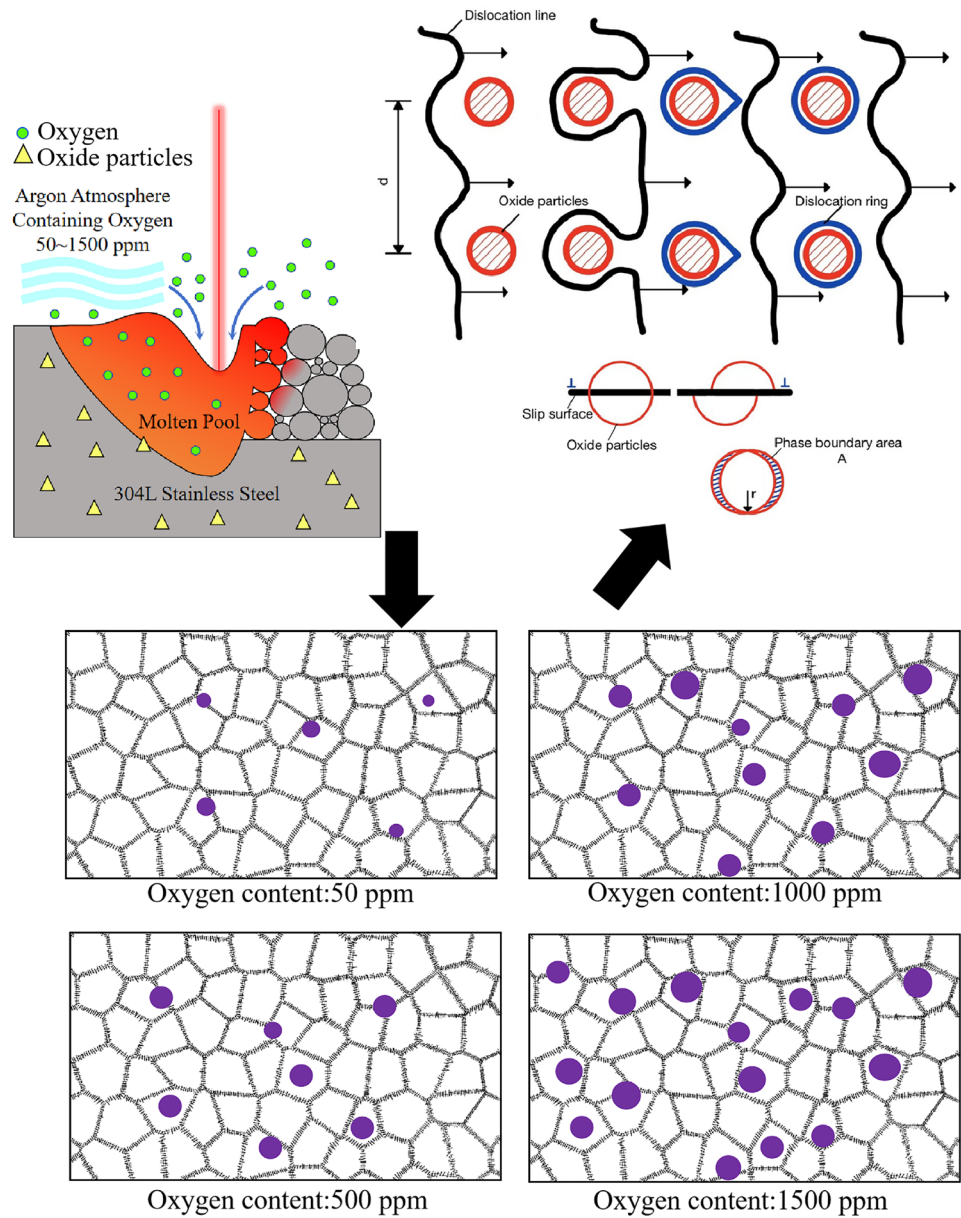 Oxygen
Oxide particles
Argon Atmosphere
Containing Oxygen
50~1500 ppm
Molten Pool
304L Stainless Steel
Dislocation line
d
Oxide particles
Dislocation ring
Slip surface
Oxide particles
Phase boundary area
A
r
Oxygen content:50 ppm
Oxygen content:1000 ppm
Oxygen content:500 ppm
Oxygen content:1500 ppm